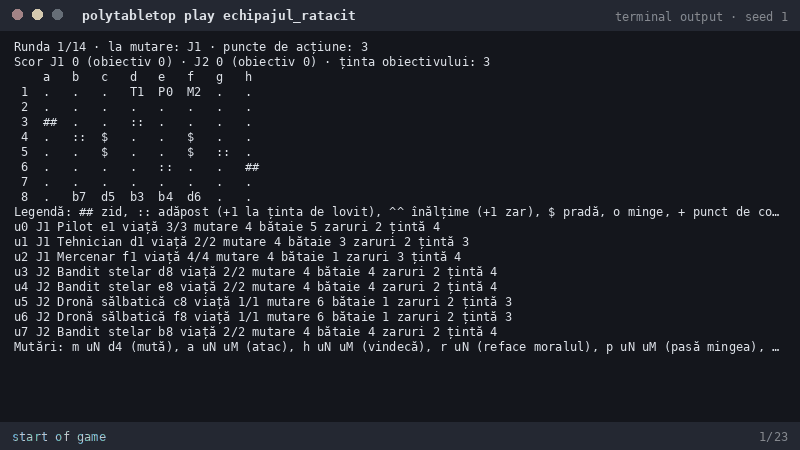 polytabletop play echipajul_ratacit
terminal output · seed 1
Runda 1/14 · la mutare: J1 · puncte de acțiune: 3
Scor J1 0 (obiectiv 0) · J2 0 (obiectiv 0) · ținta obiectivului: 3
a b c d e f g h
1 . . . T1 P0 M2 . .
2 . . . . . . . .
3 ## . . :: . . . .
4 . :: $ . . $ . .
5 . . $ . . $ :: .
6 . . . . :: . . ##
7 . . . . . . . .
8 . b7 d5 b3 b4 d6 . .
Legendă: ## zid, :: adăpost (+1 la ținta de lovit), ^^ înălțime (+1 zar), $ pradă, o minge, + punct de co…
u0 J1 Pilot e1 viață 3/3 mutare 4 bătaie 5 zaruri 2 țintă 4
u1 J1 Tehnician d1 viață 2/2 mutare 4 bătaie 3 zaruri 2 țintă 3
u2 J1 Mercenar f1 viață 4/4 mutare 4 bătaie 1 zaruri 3 țintă 4
u3 J2 Bandit stelar d8 viață 2/2 mutare 4 bătaie 4 zaruri 2 țintă 4
u4 J2 Bandit stelar e8 viață 2/2 mutare 4 bătaie 4 zaruri 2 țintă 4
u5 J2 Dronă sălbatică c8 viață 1/1 mutare 6 bătaie 1 zaruri 2 țintă 3
u6 J2 Dronă sălbatică f8 viață 1/1 mutare 6 bătaie 1 zaruri 2 țintă 3
u7 J2 Bandit stelar b8 viață 2/2 mutare 4 bătaie 4 zaruri 2 țintă 4
Mutări: m uN d4 (mută), a uN uM (atac), h uN uM (vindecă), r uN (reface moralul), p uN uM (pasă mingea), …
start of game
1/23